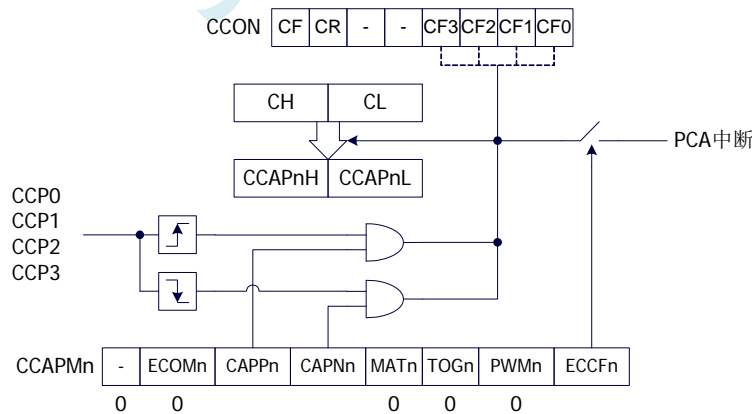 CCON CF CR - - CF3 CF2 CF1 CF0
CH CL
PCA中断
CCAPnH CCAPnL
CCP0
CCP1
CCP2
CCP3
CCAPMn - ECOMn CAPPn CAPNn MATn TOGn PWMn ECCFn
0 0 0 0 0